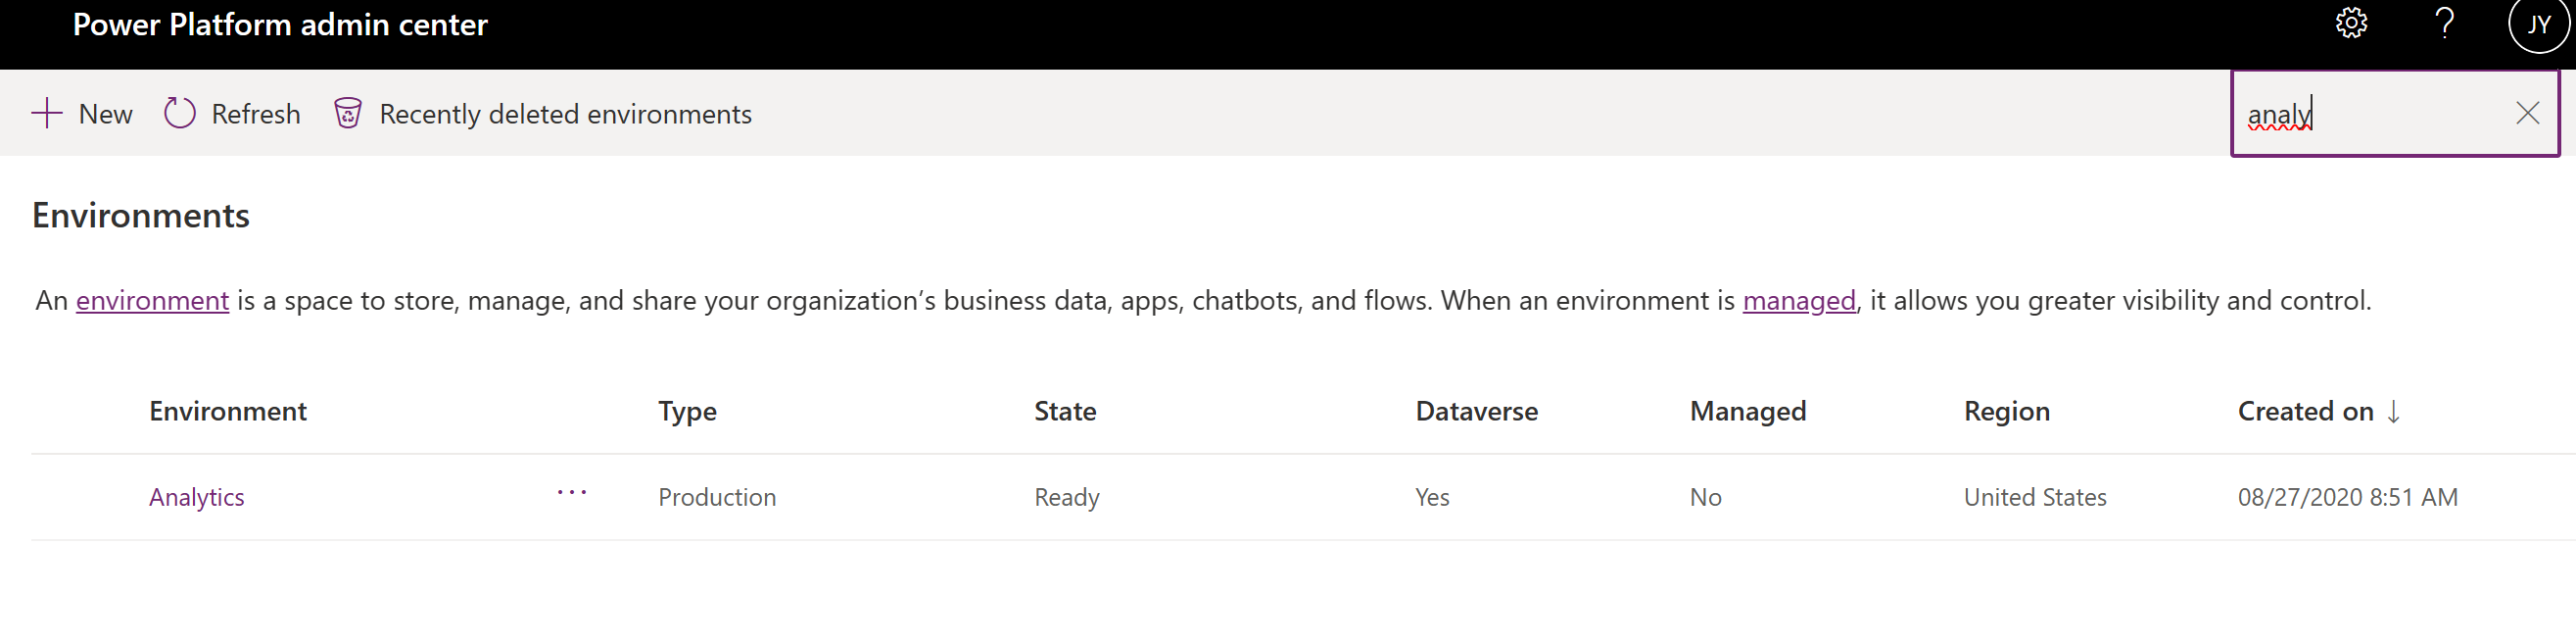 Power Platform admin center
? JY
New Refresh Recently deleted environments analy
Environments
An environment is a space to store, manage, and share your organization’s business data, apps, chatbots, and flows. When an environment is managed, it allows you greater visibility and control.
Environment Type State Dataverse Managed Region Created on ↓
Analytics ... Production Ready Yes No United States 08/27/2020 8:51 AM